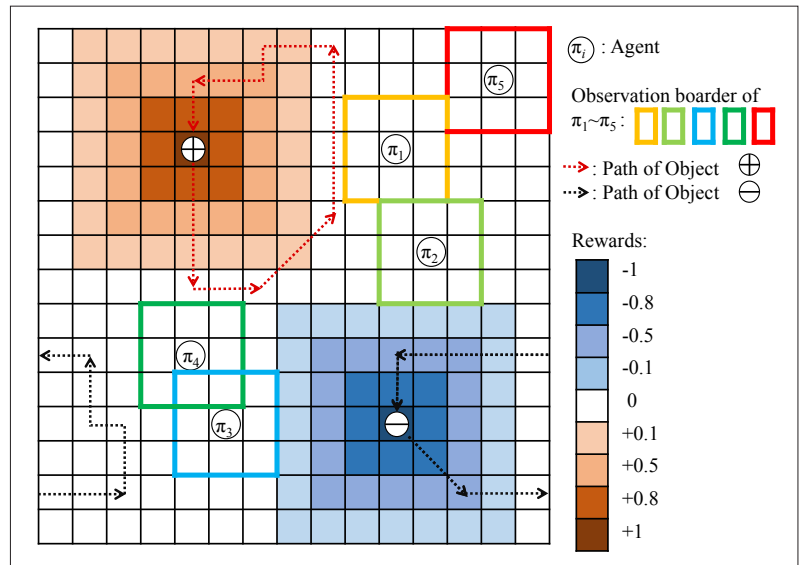 πi : Agent
Observation boarder of
π1~π5 :
: Path of Object ⊕
: Path of Object ⊖
Rewards:
-1
-0.8
-0.5
-0.1
0
+0.1
+0.5
+0.8
+1
π5
π1
π2
π4
π3